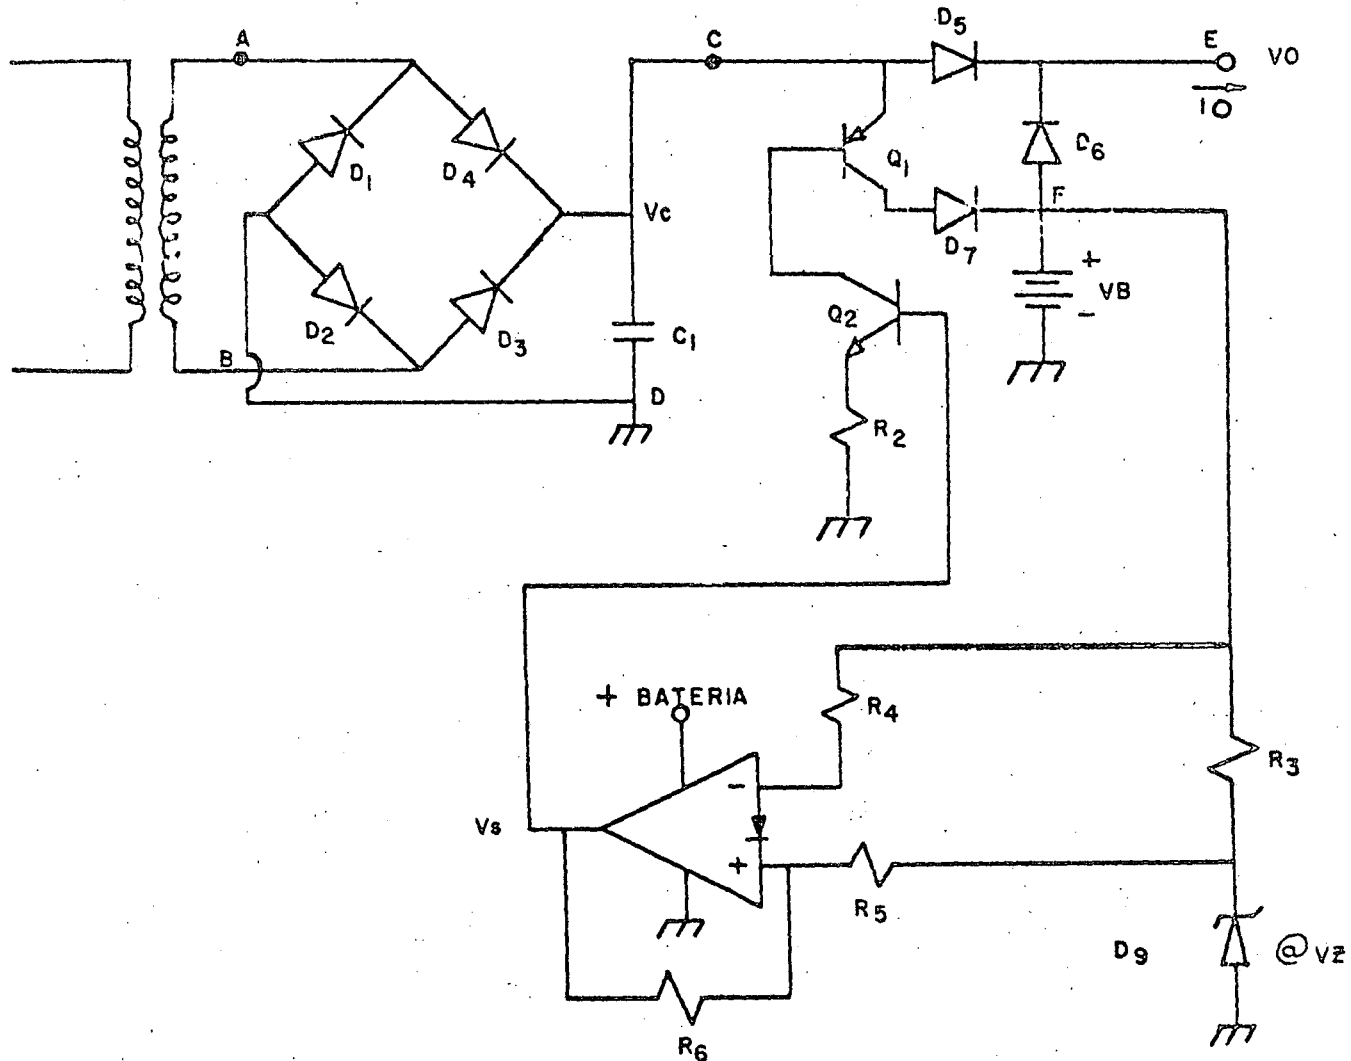 A
C
D5
E
VO
IO
D1
D4
Q1
D6
Vc
F
D7
+
VB
-
D2
D3
C1
Q2
B
D
R2
+ BATERIA
R4
R3
-
Vs
+
R5
D9
@ VZ
R6